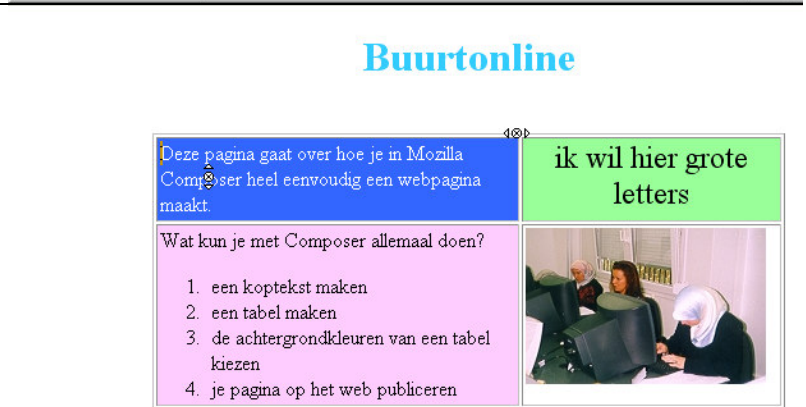 Buurtonline
Deze pagina gaat over hoe je in Mozilla
Composer heel eenvoudig een webpagina
maakt.
ik wil hier grote
letters
Wat kun je met Composer allemaal doen?
1. een koptekst maken
2. een tabel maken
3. de achtergrondkleuren van een tabel
kiezen
4. je pagina op het web publiceren